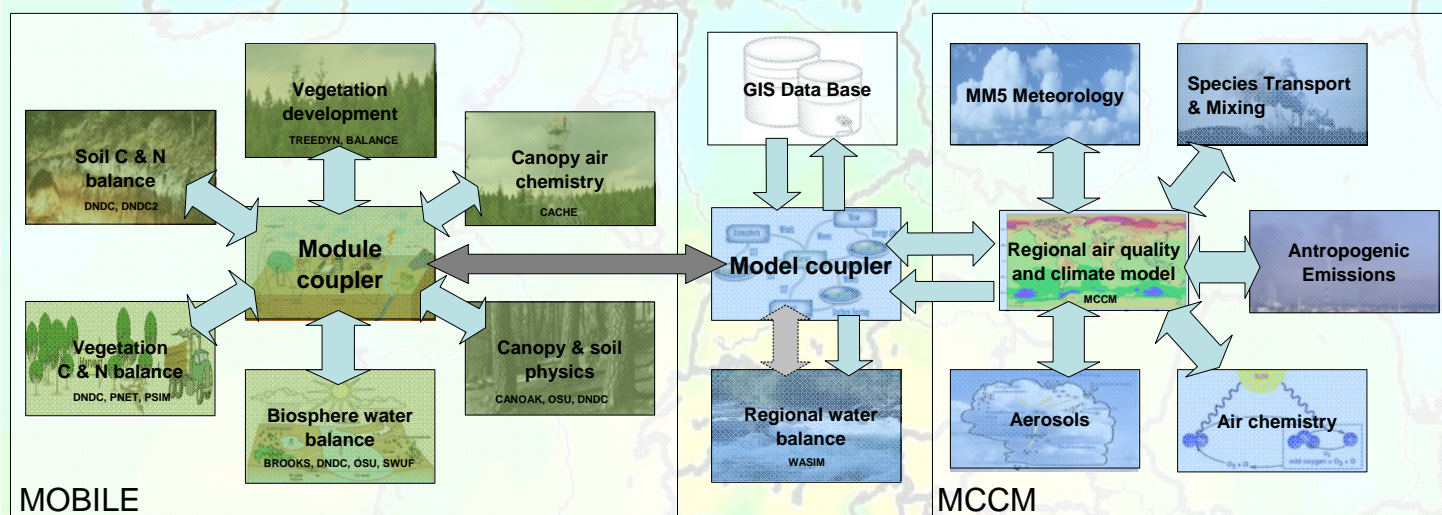 Vegetation
development
TREEDYN, BALANCE
Soil C & N
balance
DNDC, DNDC2
Canopy air
chemistry
CACHE
Module
coupler
Vegetation
C & N balance
DNDC, PNET, PSIM
Canopy & soil
physics
CANOAK, OSU, DNDC
Biosphere water
balance
BROOKS, DNDC, OSU, SWUF
MOBILE
GIS Data Base
Model coupler
Regional water
balance
WASIM
MM5 Meteorology
Species Transport
& Mixing
Regional air quality
and climate model
MCCM
Antropogenic
Emissions
Aerosols
Air chemistry
MCCM